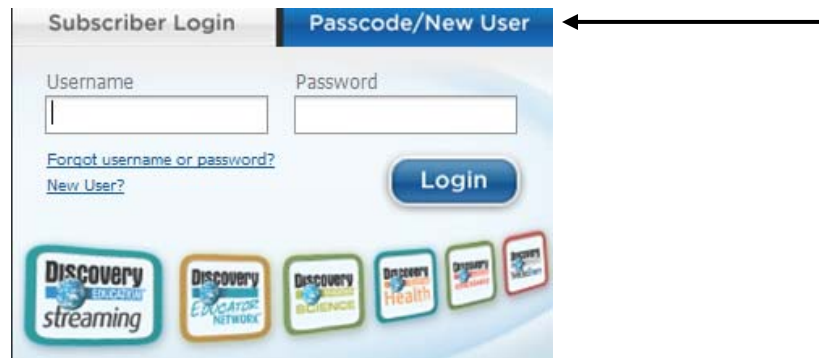 Subscriber Login
Passcode/New User
Username
Password
Forgot username or password?
New User?
Login
DISCOVERY
EDUCATION
streaming
DISCOVERY
EDUCATOR
NETWORK
DISCOVERY
SCIENCE
DISCOVERY
Health